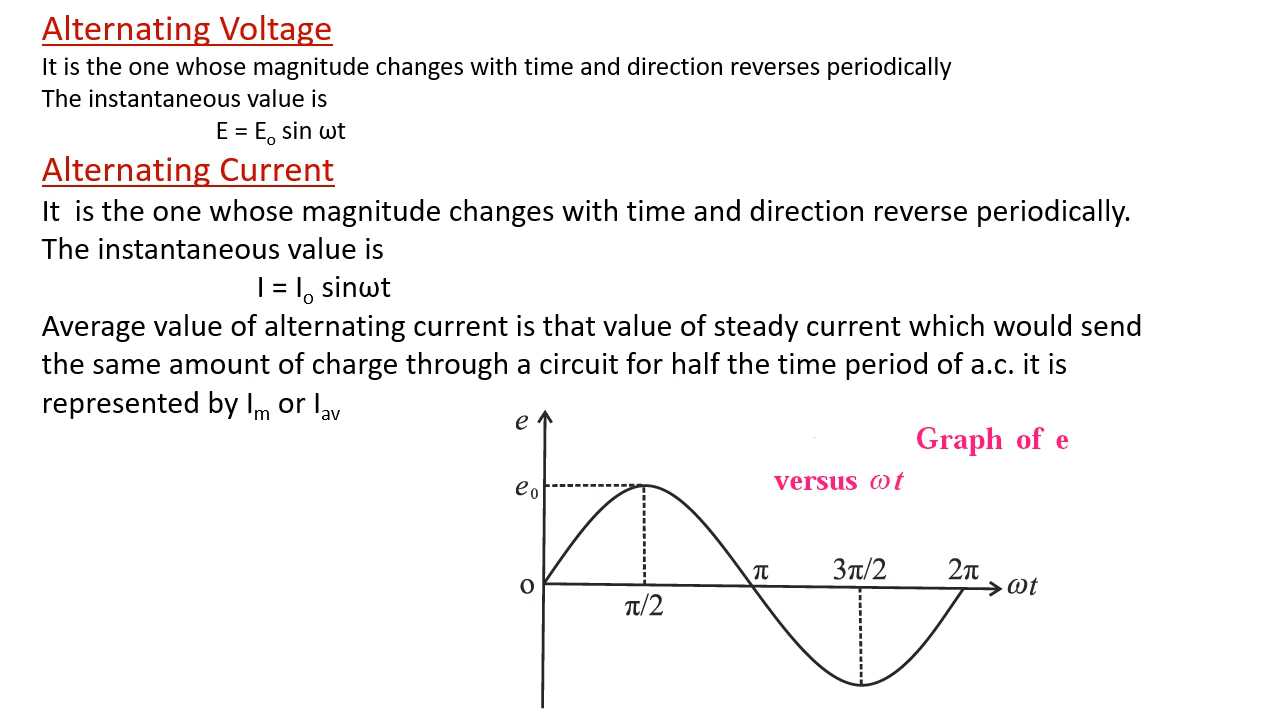 Alternating Voltage
It is the one whose magnitude changes with time and direction reverses periodically
The instantaneous value is
E = Eₒ sin ωt
Alternating Current
It  is the one whose magnitude changes with time and direction reverse periodically.
The instantaneous value is
I = Iₒ sinωt
Average value of alternating current is that value of steady current which would send
the same amount of charge through a circuit for half the time period of a.c. it is
represented by Iₘ or Iₐᵥ
e
Graph of e
versus ωt
e₀
π
3π/2
2π
o
ωt
π/2